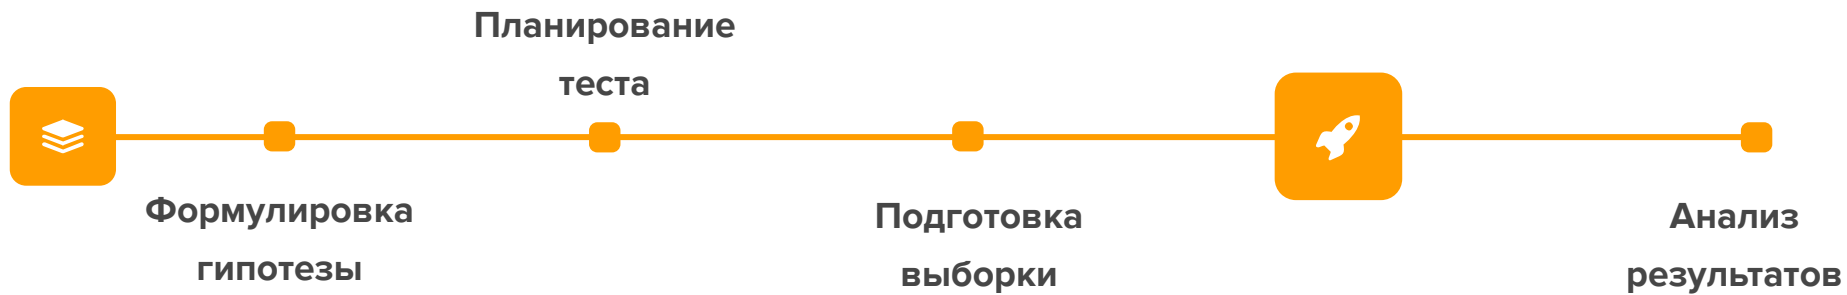 Формулировка
гипотезы
Планирование
теста
Подготовка
выборки
Анализ
результатов